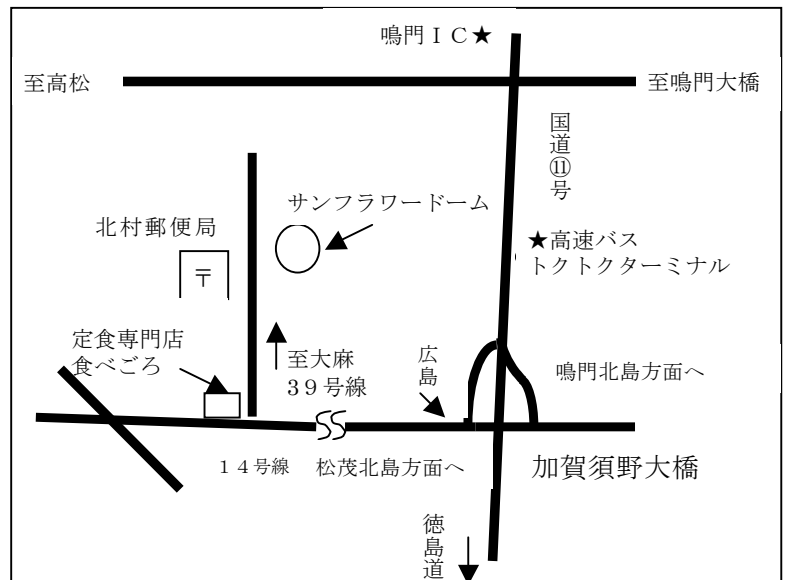 鳴門ＩＣ★
至高松
至鳴門大橋
国道⑪号
サンフラワードーム
北村郵便局
〒
★高速バス
トクトクターミナル
定食専門店
食べごろ
至大麻
３９号線
広島
鳴門北島方面へ
１４号線
松茂北島方面へ
加賀須野大橋
徳島道